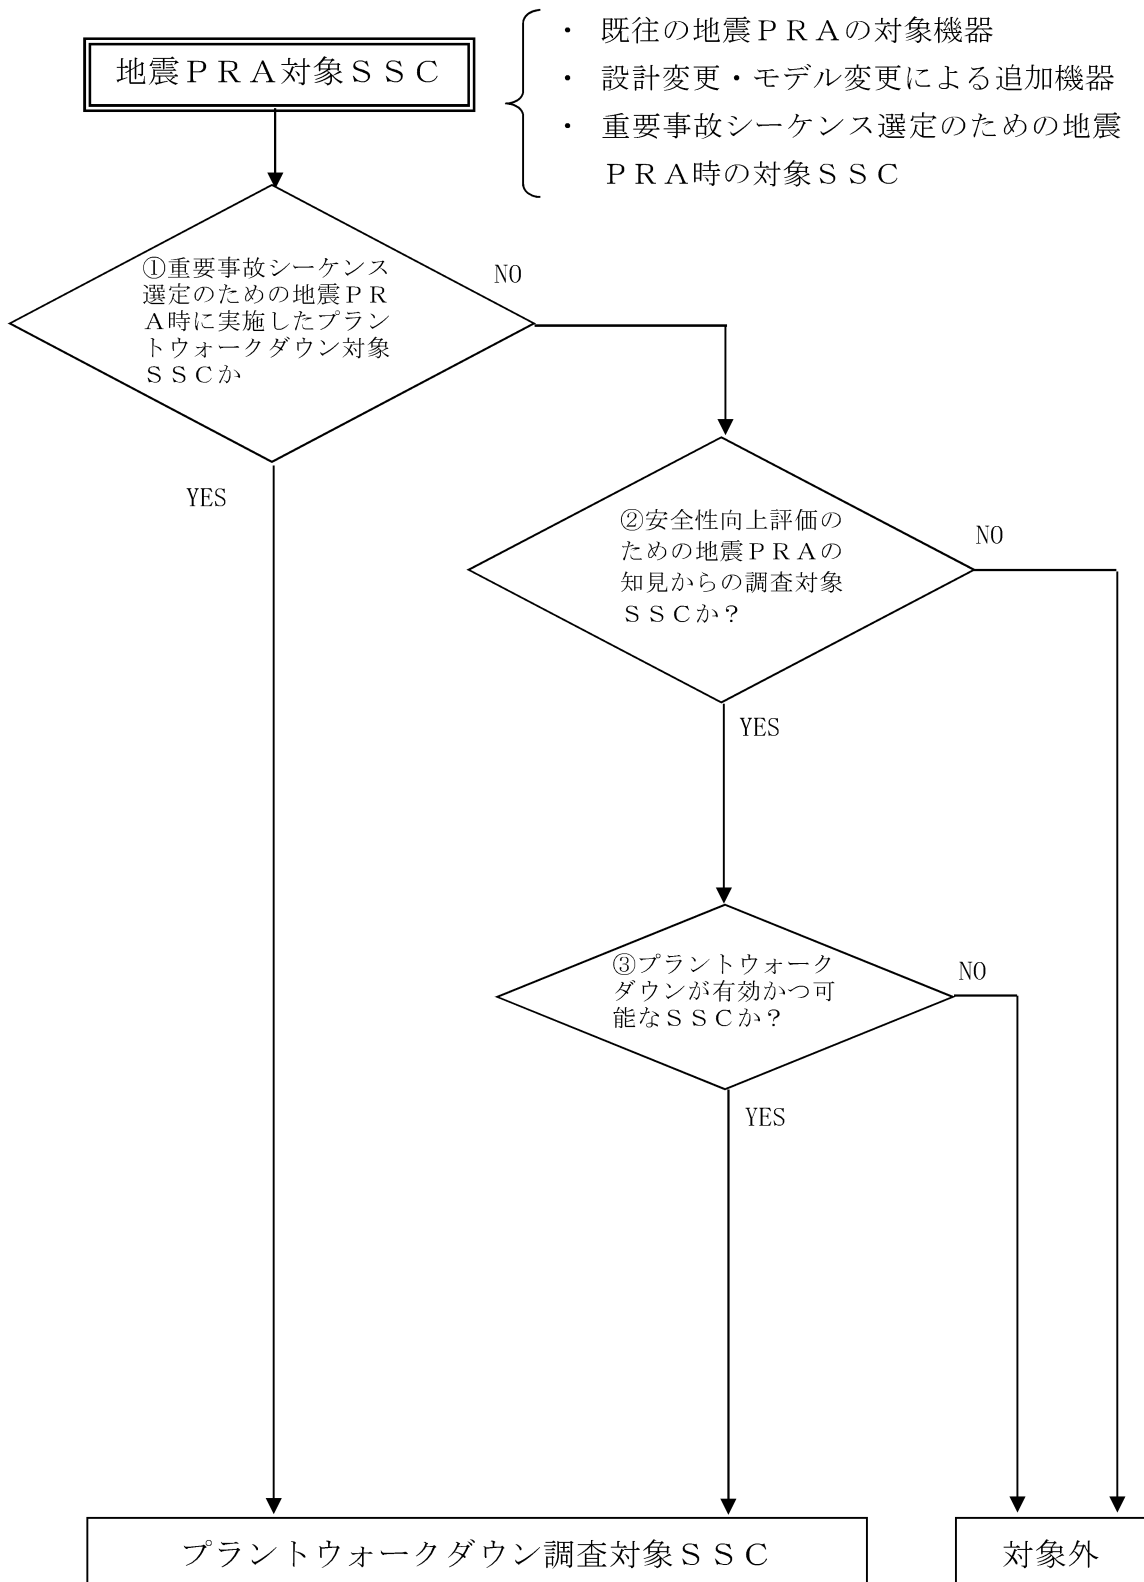 地震ＰＲＡ対象ＳＳＣ
・ 既往の地震ＰＲＡの対象機器
・ 設計変更・モデル変更による追加機器
・ 重要事故シーケンス選定のための地震
ＰＲＡ時の対象ＳＳＣ
①重要事故シーケンス
選定のための地震ＰＲ
Ａ時に実施したプラン
トウォークダウン対象
ＳＳＣか
NO
YES
②安全性向上評価の
ための地震ＰＲＡの
知見からの調査対象
ＳＳＣか？
NO
YES
③プラントウォーク
ダウンが有効かつ可
能なＳＳＣか？
NO
YES
プラントウォークダウン調査対象ＳＳＣ
対象外